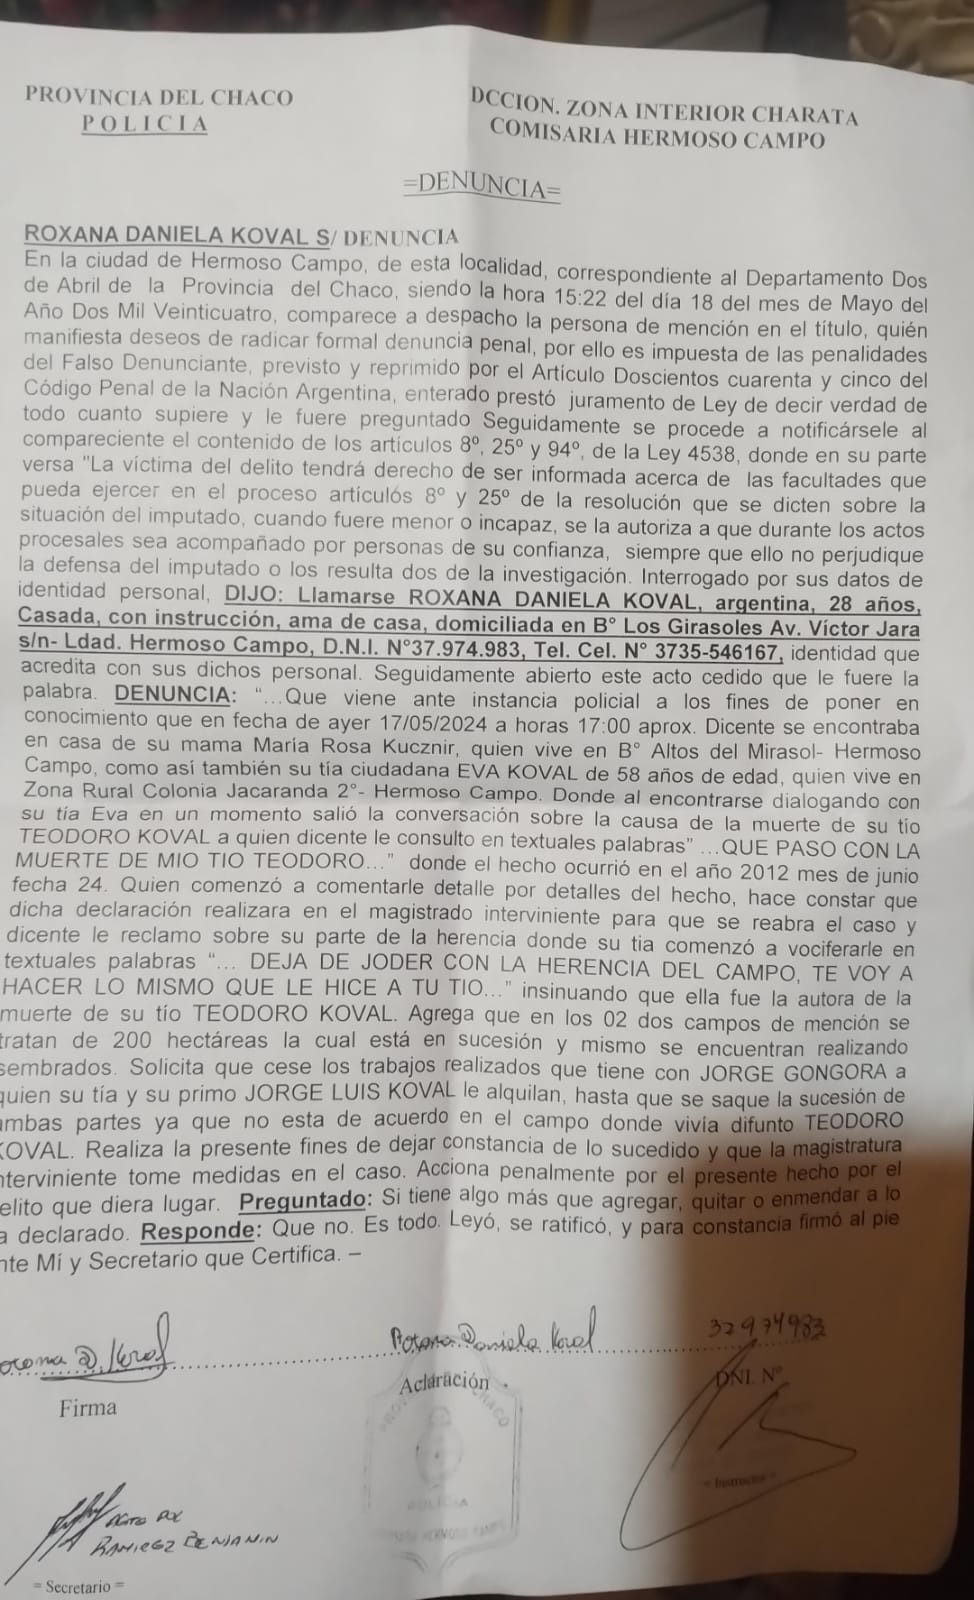 PROVINCIA DEL CHACO
POLICIA
DCCION. ZONA INTERIOR CHARATA
COMISARIA HERMOSO CAMPO
=DENUNCIA=
ROXANA DANIELA KOVAL S/ DENUNCIA
En la ciudad de Hermoso Campo, de esta localidad, correspondiente al Departamento Dos
de Abril de la Provincia del Chaco, siendo la hora 15:22 del día 18 del mes de Mayo del
Año Dos Mil Veinticuatro, comparece a despacho la persona de mención en el título, quién
manifiesta deseos de radicar formal denuncia penal, por ello es impuesta de las penalidades
del Falso Denunciante, previsto y reprimido por el Artículo Doscientos cuarenta y cinco del
Código Penal de la Nación Argentina, enterado prestó juramento de Ley de decir verdad de
todo cuanto supiere y le fuere preguntado Seguidamente se procede a notificársele al
compareciente el contenido de los artículos 8º, 25º y 94º, de la Ley 4538, donde en su parte
versa "La víctima del delito tendrá derecho de ser informada acerca de las facultades que
pueda ejercer en el proceso artículós 8º y 25º de la resolución que se dicten sobre la
situación del imputado, cuando fuere menor o incapaz, se la autoriza a que durante los actos
procesales sea acompañado por personas de su confianza, siempre que ello no perjudique
la defensa del imputado o los resulta dos de la investigación. Interrogado por sus datos de
identidad personal, DIJO: Llamarse ROXANA DANIELA KOVAL, argentina, 28 años,
Casada, con instrucción, ama de casa, domiciliada en B° Los Girasoles Av. Víctor Jara
s/n- Ldad. Hermoso Campo, D.N.I. N°37.974.983, Tel. Cel. N° 3735-546167, identidad que
acredita con sus dichos personal. Seguidamente abierto este acto cedido que le fuere la
palabra. DENUNCIA: “...Que viene ante instancia policial a los fines de poner en
conocimiento que en fecha de ayer 17/05/2024 a horas 17:00 aprox. Dicente se encontraba
en casa de su mama María Rosa Kucznir, quien vive en B° Altos del Mirasol- Hermoso
Campo, como así también su tía ciudadana EVA KOVAL de 58 años de edad, quien vive en
Zona Rural Colonia Jacaranda 2°- Hermoso Campo. Donde al encontrarse dialogando con
su tía Eva en un momento salió la conversación sobre la causa de la muerte de su tío
TEODORO KOVAL a quien dicente le consulto en textuales palabras” ...QUE PASO CON LA
MUERTE DE MIO TIO TEODORO...” donde el hecho ocurrió en el año 2012 mes de junio
fecha 24. Quien comenzó a comentarle detalle por detalles del hecho, hace constar que
dicha declaración realizara en el magistrado interviniente para que se reabra el caso y
dicente le reclamo sobre su parte de la herencia donde su tia comenzó a vociferarle en
textuales palabras “... DEJA DE JODER CON LA HERENCIA DEL CAMPO, TE VOY A
HACER LO MISMO QUE LE HICE A TU TIO...” insinuando que ella fue la autora de la
muerte de su tío TEODORO KOVAL. Agrega que en los 02 dos campos de mención se
tratan de 200 hectáreas la cual está en sucesión y mismo se encuentran realizando
sembrados. Solicita que cese los trabajos realizados que tiene con JORGE GONGORA a
quien su tía y su primo JORGE LUIS KOVAL le alquilan, hasta que se saque la sucesión de
ambas partes ya que no esta de acuerdo en el campo donde vivía difunto TEODORO
KOVAL. Realiza la presente fines de dejar constancia de lo sucedido y que la magistratura
nterviniente tome medidas en el caso. Acciona penalmente por el presente hecho por el
elito que diera lugar. Preguntado: Si tiene algo más que agregar, quitar o enmendar a lo
a declarado. Responde: Que no. Es todo. Leyó, se ratificó, y para constancia firmó al pie
nte Mí y Secretario que Certifica. –
D. Koval Roxana Daniela Koval 37974983
Firma
Aclaración
DNI. Nº
CHACO
POLICIA
= Instructor =
RAMIREZ BENJAMIN
= Secretario =